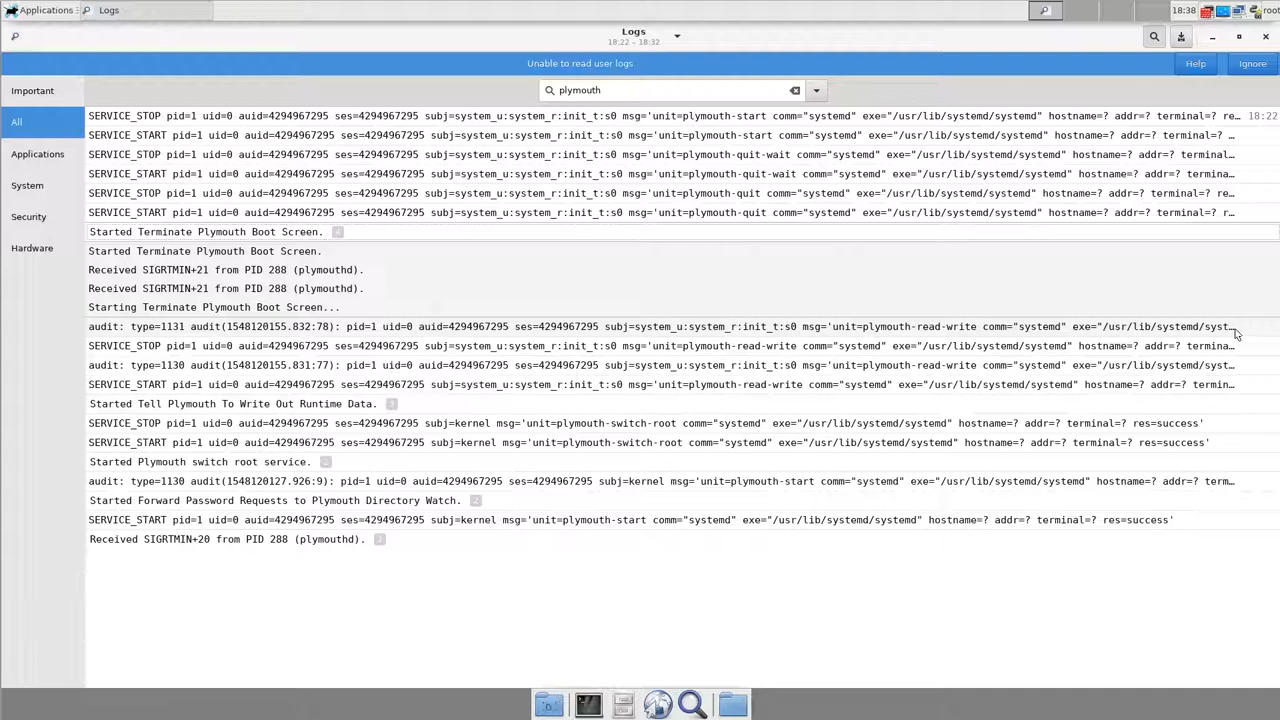 Applications
Logs
18:38
root
Logs
18:22 – 18:32
Unable to read user logs
Help
Ignore
plymouth
Important
All
Applications
System
Security
Hardware
SERVICE_STOP pid=1 uid=0 auid=4294967295 ses=4294967295 subj=system_u:system_r:init_t:s0 msg='unit=plymouth-start comm="systemd" exe="/usr/lib/systemd/systemd" hostname=? addr=? terminal=? re… 18:22
SERVICE_START pid=1 uid=0 auid=4294967295 ses=4294967295 subj=system_u:system_r:init_t:s0 msg='unit=plymouth-start comm="systemd" exe="/usr/lib/systemd/systemd" hostname=? addr=? terminal=? …
SERVICE_STOP pid=1 uid=0 auid=4294967295 ses=4294967295 subj=system_u:system_r:init_t:s0 msg='unit=plymouth-quit-wait comm="systemd" exe="/usr/lib/systemd/systemd" hostname=? addr=? terminal…
SERVICE_START pid=1 uid=0 auid=4294967295 ses=4294967295 subj=system_u:system_r:init_t:s0 msg='unit=plymouth-quit-wait comm="systemd" exe="/usr/lib/systemd/systemd" hostname=? addr=? termina…
SERVICE_STOP pid=1 uid=0 auid=4294967295 ses=4294967295 subj=system_u:system_r:init_t:s0 msg='unit=plymouth-quit comm="systemd" exe="/usr/lib/systemd/systemd" hostname=? addr=? terminal=? re…
SERVICE_START pid=1 uid=0 auid=4294967295 ses=4294967295 subj=system_u:system_r:init_t:s0 msg='unit=plymouth-quit comm="systemd" exe="/usr/lib/systemd/systemd" hostname=? addr=? terminal=? r…
Started Terminate Plymouth Boot Screen.
Started Terminate Plymouth Boot Screen.
Received SIGRTMIN+21 from PID 288 (plymouthd).
Received SIGRTMIN+21 from PID 288 (plymouthd).
Starting Terminate Plymouth Boot Screen...
audit: type=1131 audit(1548120155.832:78): pid=1 uid=0 auid=4294967295 ses=4294967295 subj=system_u:system_r:init_t:s0 msg='unit=plymouth-read-write comm="systemd" exe="/usr/lib/systemd/syst…
SERVICE_STOP pid=1 uid=0 auid=4294967295 ses=4294967295 subj=system_u:system_r:init_t:s0 msg='unit=plymouth-read-write comm="systemd" exe="/usr/lib/systemd/systemd" hostname=? addr=? termina…
audit: type=1130 audit(1548120155.831:77): pid=1 uid=0 auid=4294967295 ses=4294967295 subj=system_u:system_r:init_t:s0 msg='unit=plymouth-read-write comm="systemd" exe="/usr/lib/systemd/syst…
SERVICE_START pid=1 uid=0 auid=4294967295 ses=4294967295 subj=system_u:system_r:init_t:s0 msg='unit=plymouth-read-write comm="systemd" exe="/usr/lib/systemd/systemd" hostname=? addr=? termin…
Started Tell Plymouth To Write Out Runtime Data.
SERVICE_STOP pid=1 uid=0 auid=4294967295 ses=4294967295 subj=kernel msg='unit=plymouth-switch-root comm="systemd" exe="/usr/lib/systemd/systemd" hostname=? addr=? terminal=? res=success'
SERVICE_START pid=1 uid=0 auid=4294967295 ses=4294967295 subj=kernel msg='unit=plymouth-switch-root comm="systemd" exe="/usr/lib/systemd/systemd" hostname=? addr=? terminal=? res=success'
Started Plymouth switch root service.
audit: type=1130 audit(1548120127.926:9): pid=1 uid=0 auid=4294967295 ses=4294967295 subj=kernel msg='unit=plymouth-start comm="systemd" exe="/usr/lib/systemd/systemd" hostname=? addr=? term…
Started Forward Password Requests to Plymouth Directory Watch. 2
SERVICE_START pid=1 uid=0 auid=4294967295 ses=4294967295 subj=kernel msg='unit=plymouth-start comm="systemd" exe="/usr/lib/systemd/systemd" hostname=? addr=? terminal=? res=success'
Received SIGRTMIN+20 from PID 288 (plymouthd).